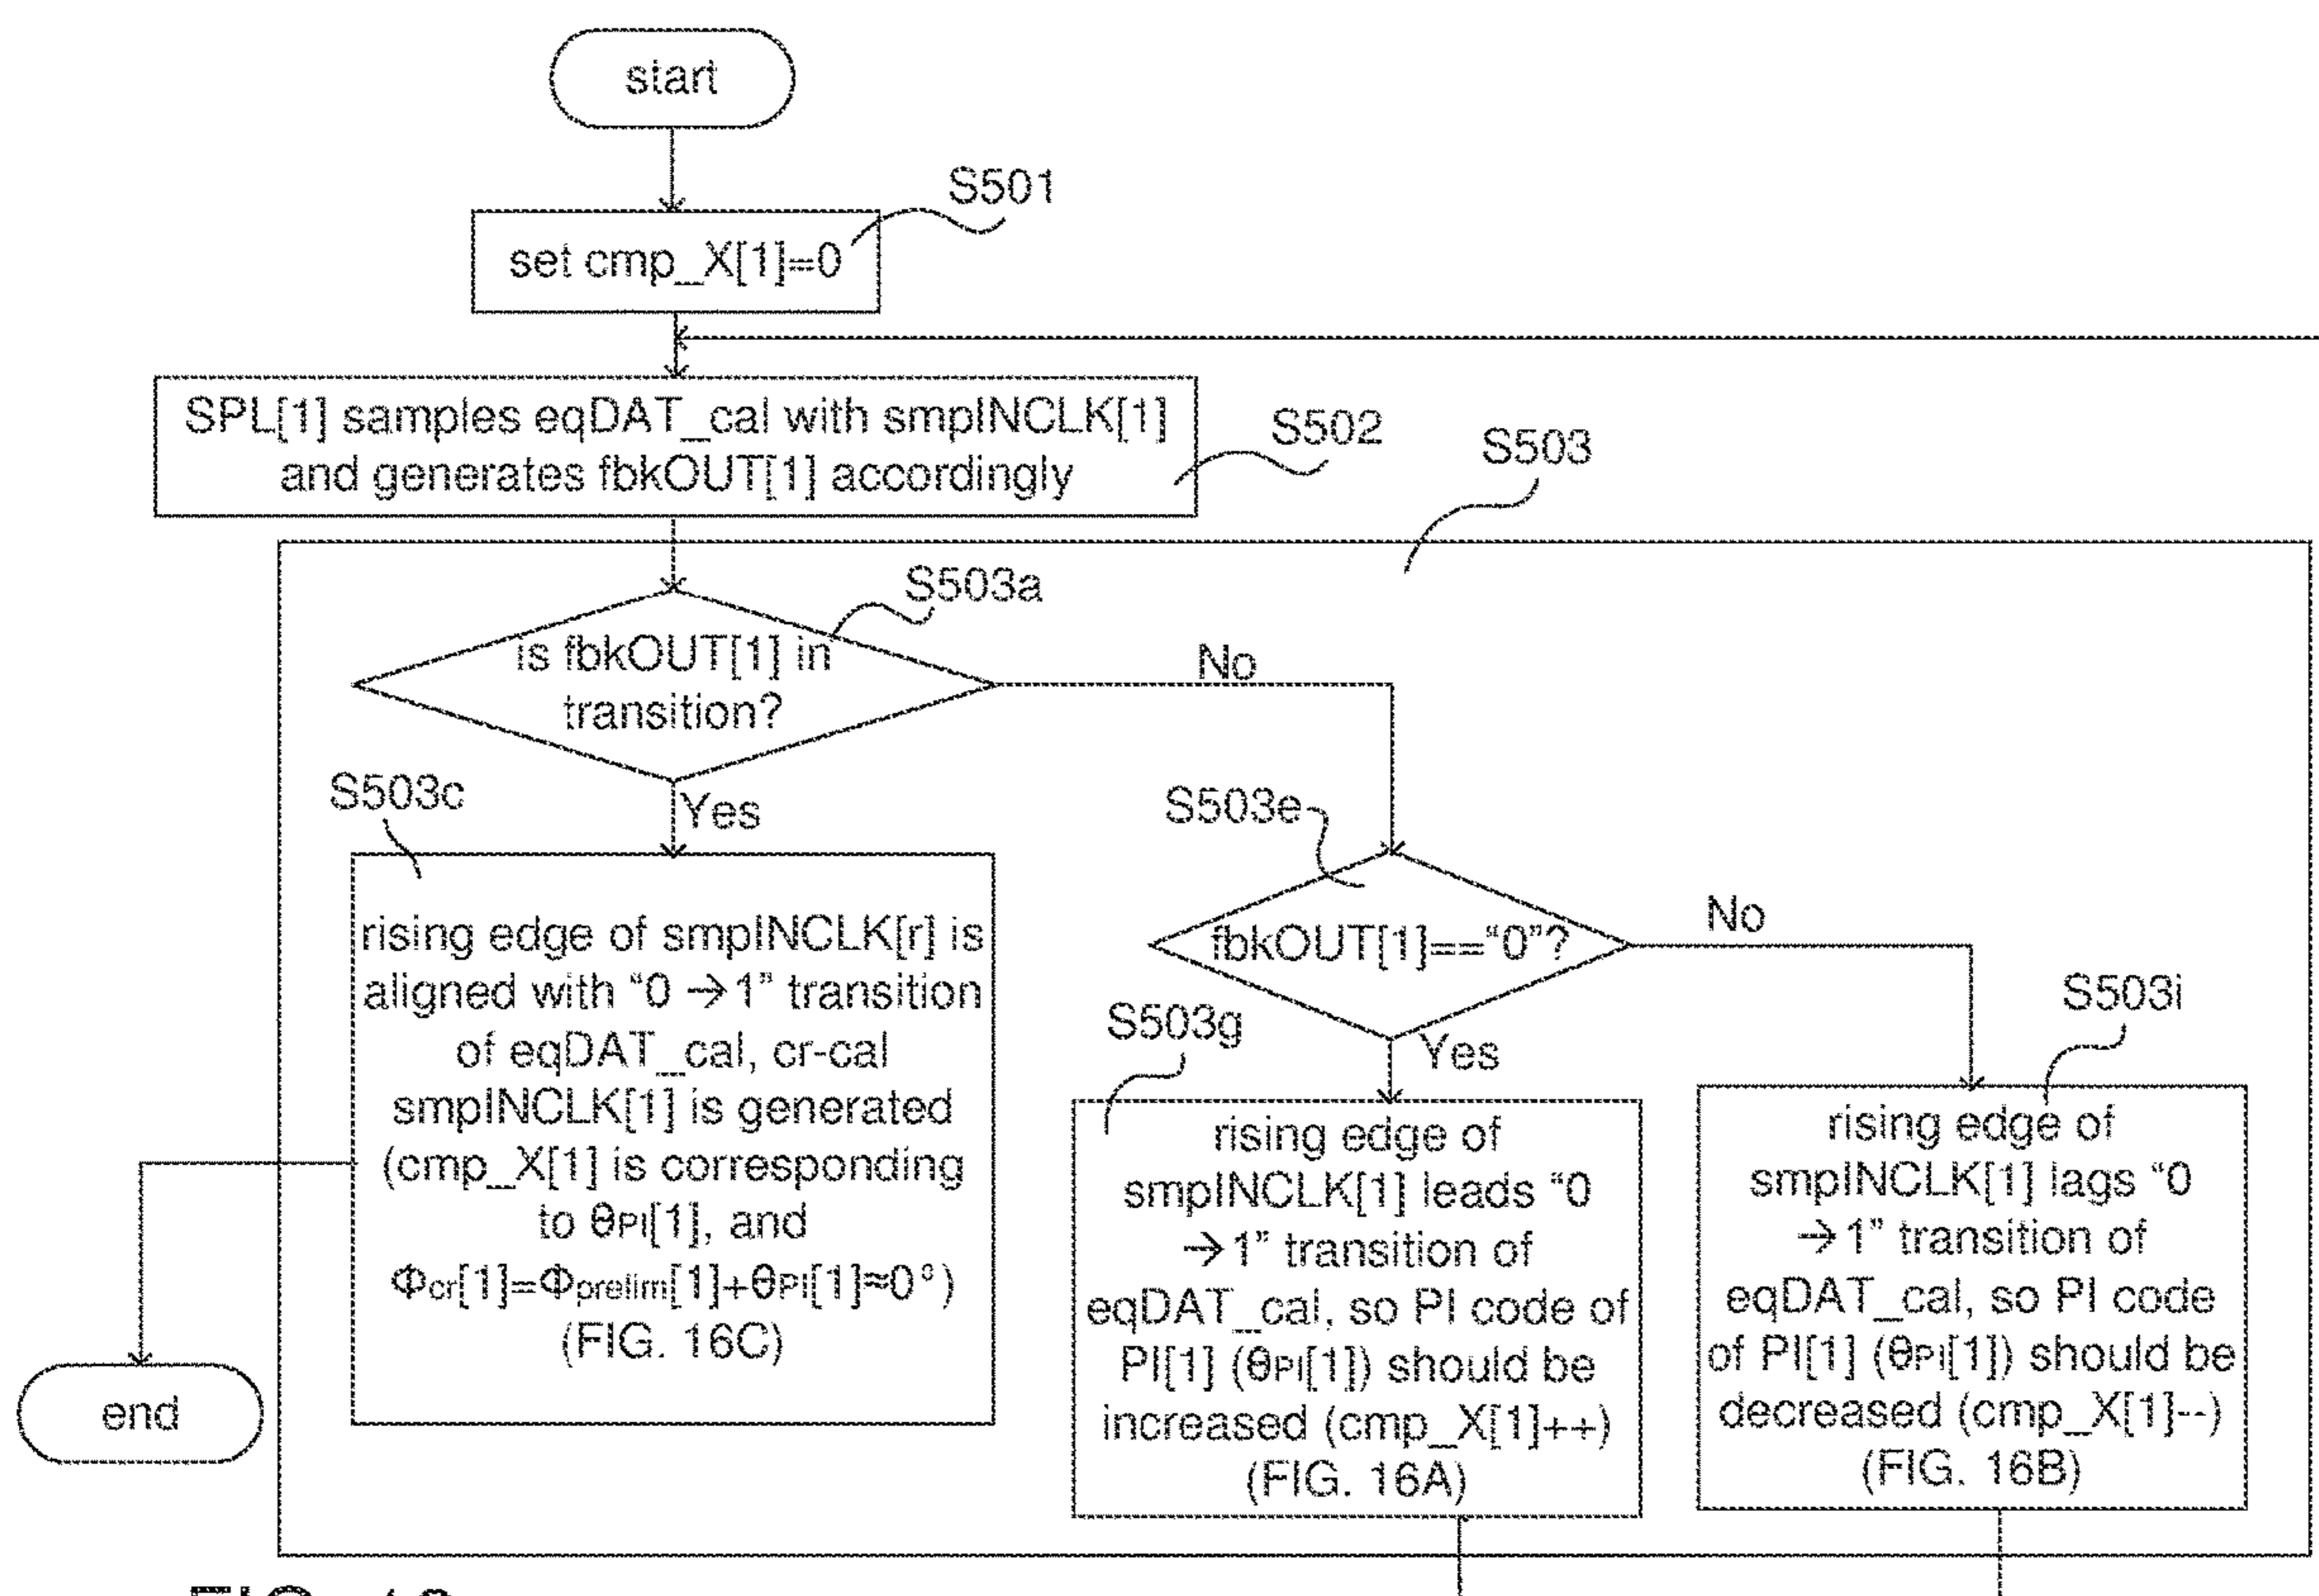 start
S501
set cmp_X[1]=0
SPL[1] samples eqDAT_cal with smplNCLK[1]
and generates fbkOUT[1] accordingly
S502
S503
S503a
is fbkOUT[1] in
transition?
No
Yes
S503c
rising edge of smplNCLK[r] is
aligned with “0 →1” transition
of eqDAT_cal, cr-cal
smplNCLK[1] is generated
(cmp_X[1] is corresponding
to θPI[1], and
Φcr[1]=Φprelim[1]+θPI[1]≈0°)
(FIG. 16C)
end
S503e
fbkOUT[1]==“0”?
No
Yes
S503g
rising edge of
smplNCLK[1] leads “0
→1” transition of
eqDAT_cal, so PI code of
PI[1] (θPI[1]) should be
increased (cmp_X[1]++)
(FIG. 16A)
S503i
rising edge of
smplNCLK[1] lags “0
→1” transition of
eqDAT_cal, so PI code
of PI[1] (θPI[1]) should be
decreased (cmp_X[1]--)
(FIG. 16B)